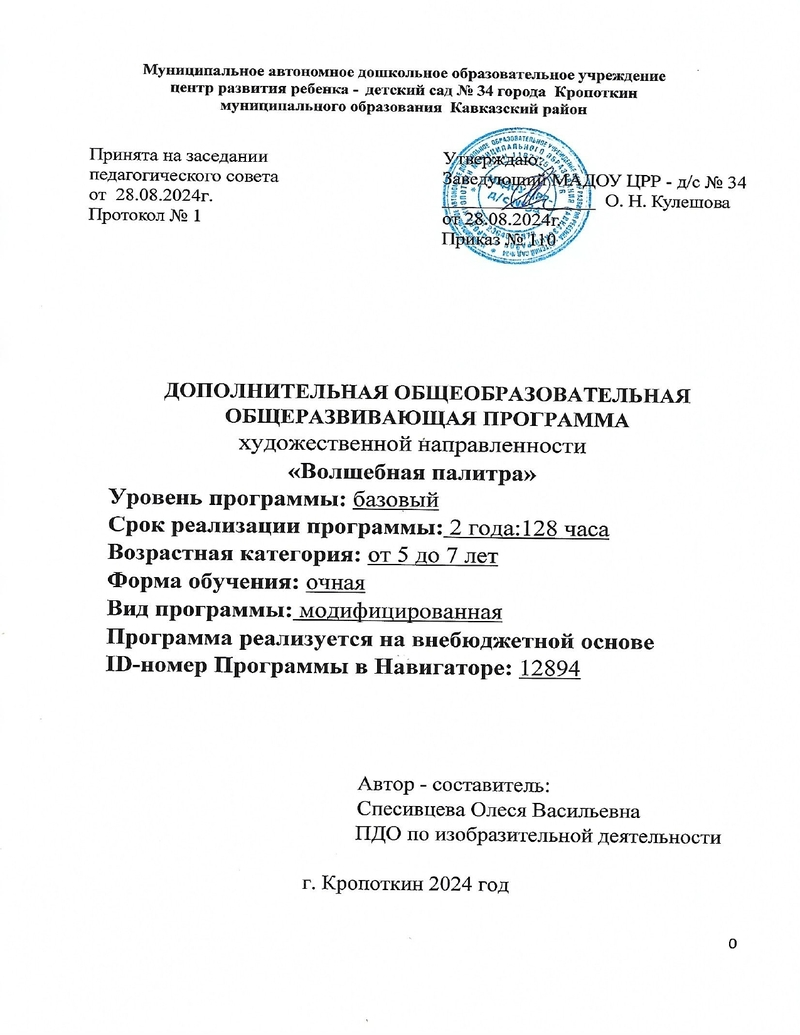 Муниципальное автономное дошкольное образовательное учреждение
центр развития ребенка - детский сад № 34 города Кропоткин
муниципального образования Кавказский район
Принята на заседании
педагогического совета
от 28.08.2024г.
Протокол № 1
Утверждаю:
Заведующий МАДОУ ЦРР - д/с № 34
О. Н. Кулешова
от 28.08.2024г.
Приказ № 110
ДОПОЛНИТЕЛЬНАЯ ОБЩЕОБРАЗОВАТЕЛЬНАЯ
ОБЩЕРАЗВИВАЮЩАЯ ПРОГРАММА
художественной направленности
«Волшебная палитра»
Уровень программы: базовый
Срок реализации программы: 2 года:128 часа
Возрастная категория: от 5 до 7 лет
Форма обучения: очная
Вид программы: модифицированная
Программа реализуется на внебюджетной основе
ID-номер Программы в Навигаторе: 12894
Автор - составитель:
Спесивцева Олеся Васильевна
ПДО по изобразительной деятельности
г. Кропоткин 2024 год
0